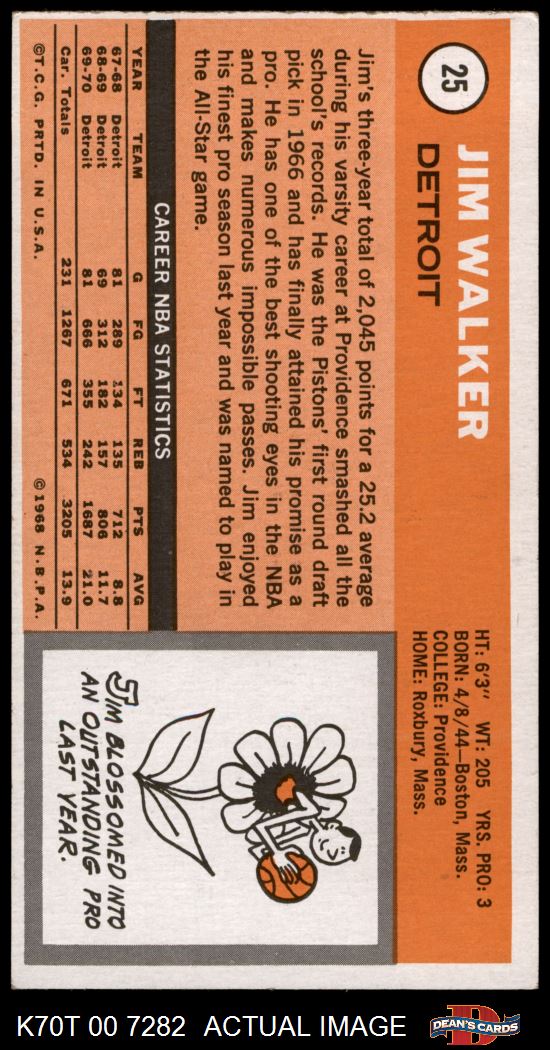 25
JIM WALKER
DETROIT
HT: 6'3" WT: 205 YRS. PRO: 3
BORN: 4/8/44—Boston, Mass.
COLLEGE: Providence
HOME: Roxbury, Mass.
Jim's three-year total of 2,045 points for a 25.2 average
during his varsity career at Providence smashed all the
school's records. He was the Pistons' first round draft
pick in 1966 and has finally attained his promise as a
pro. He has one of the best shooting eyes in the NBA
and makes numerous impossible passes. Jim enjoyed
his finest pro season last year and was named to play in
the All-Star game.
CAREER NBA STATISTICS
YEAR TEAM G FG FT REB PTS AVG
67-68 Detroit 81 289 134 135 712 8.8
68-69 Detroit 69 312 182 157 806 11.7
69-70 Detroit 81 666 355 242 1687 21.0
Car. Totals 231 1267 671 534 3205 13.9
©T.C.G. PRTD. IN U.S.A. ©1968 N.B.P.A.
JIM BLOSSOMED INTO
AN OUTSTANDING PRO
LAST YEAR.
K70T 00 7282 ACTUAL IMAGE
D
DEAN'S CARDS